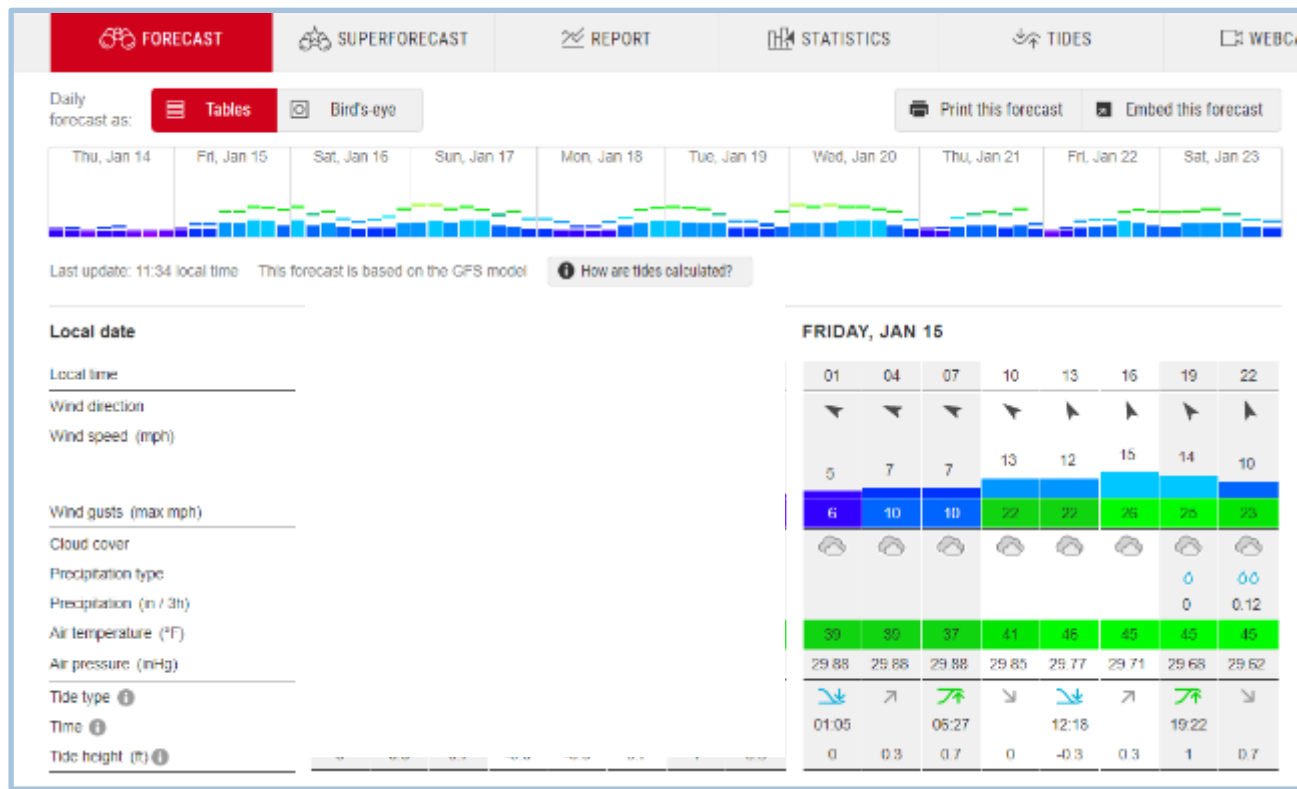 FORECAST SUPERFORECAST REPORT STATISTICS TIDES WEBCA
Daily
forecast as:
Tables Bird's-eye Print this forecast Embed this forecast
Thu, Jan 14 Fri, Jan 15 Sat, Jan 16 Sun, Jan 17 Mon, Jan 18 Tue, Jan 19 Wed, Jan 20 Thu, Jan 21 Fri, Jan 22 Sat, Jan 23
Last update: 11:34 local time This forecast is based on the GFS model How are tides calculated?
Local date FRIDAY, JAN 15
Local time 01 04 07 10 13 16 19 22
Wind direction
Wind speed (mph) 5 7 7 13 12 15 14 10
Wind gusts (max mph) 6 10 10 22 22 26 25 23
Cloud cover
Precipitation type
Precipitation (in / 3h) 0 0.12
Air temperature (°F) 39 39 37 41 46 45 45 45
Air pressure (inHg) 29.88 29.88 29.88 29.85 29.77 29.71 29.68 29.62
Tide type
Time 01:05 06:27 12:18 19:22
Tide height (ft) 0 0.3 0.7 0 -0.3 0.3 1 0.7